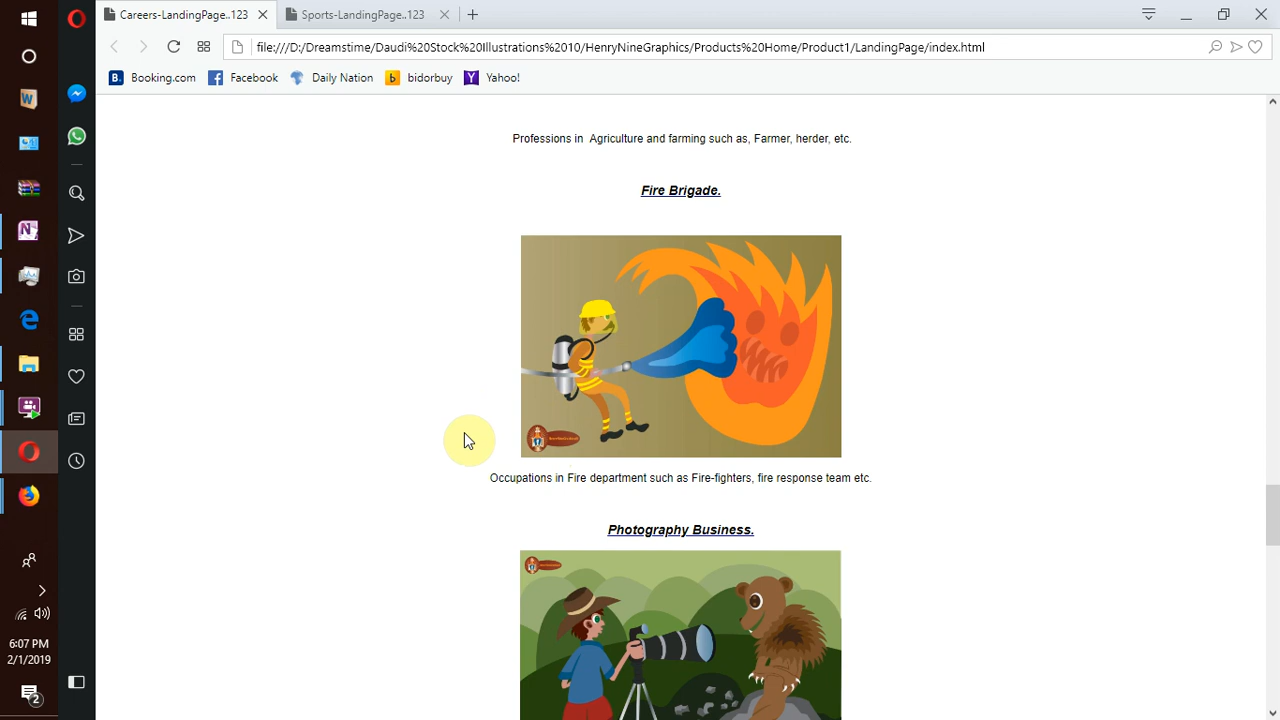 Careers-LandingPage..123
Sports-LandingPage..123
file:///D:/Dreamstime/Daudi%20Stock%20Illustrations%2010/HenryNineGraphics/Products%20Home/Product1/LandingPage/index.html
B. Booking.com
Facebook
Daily Nation
b bidorbuy
Y Yahoo!
Professions in Agriculture and farming such as, Farmer, herder, etc.
Fire Brigade.
Occupations in Fire department such as Fire-fighters, fire response team etc.
Photography Business.
6:07 PM
2/1/2019
2